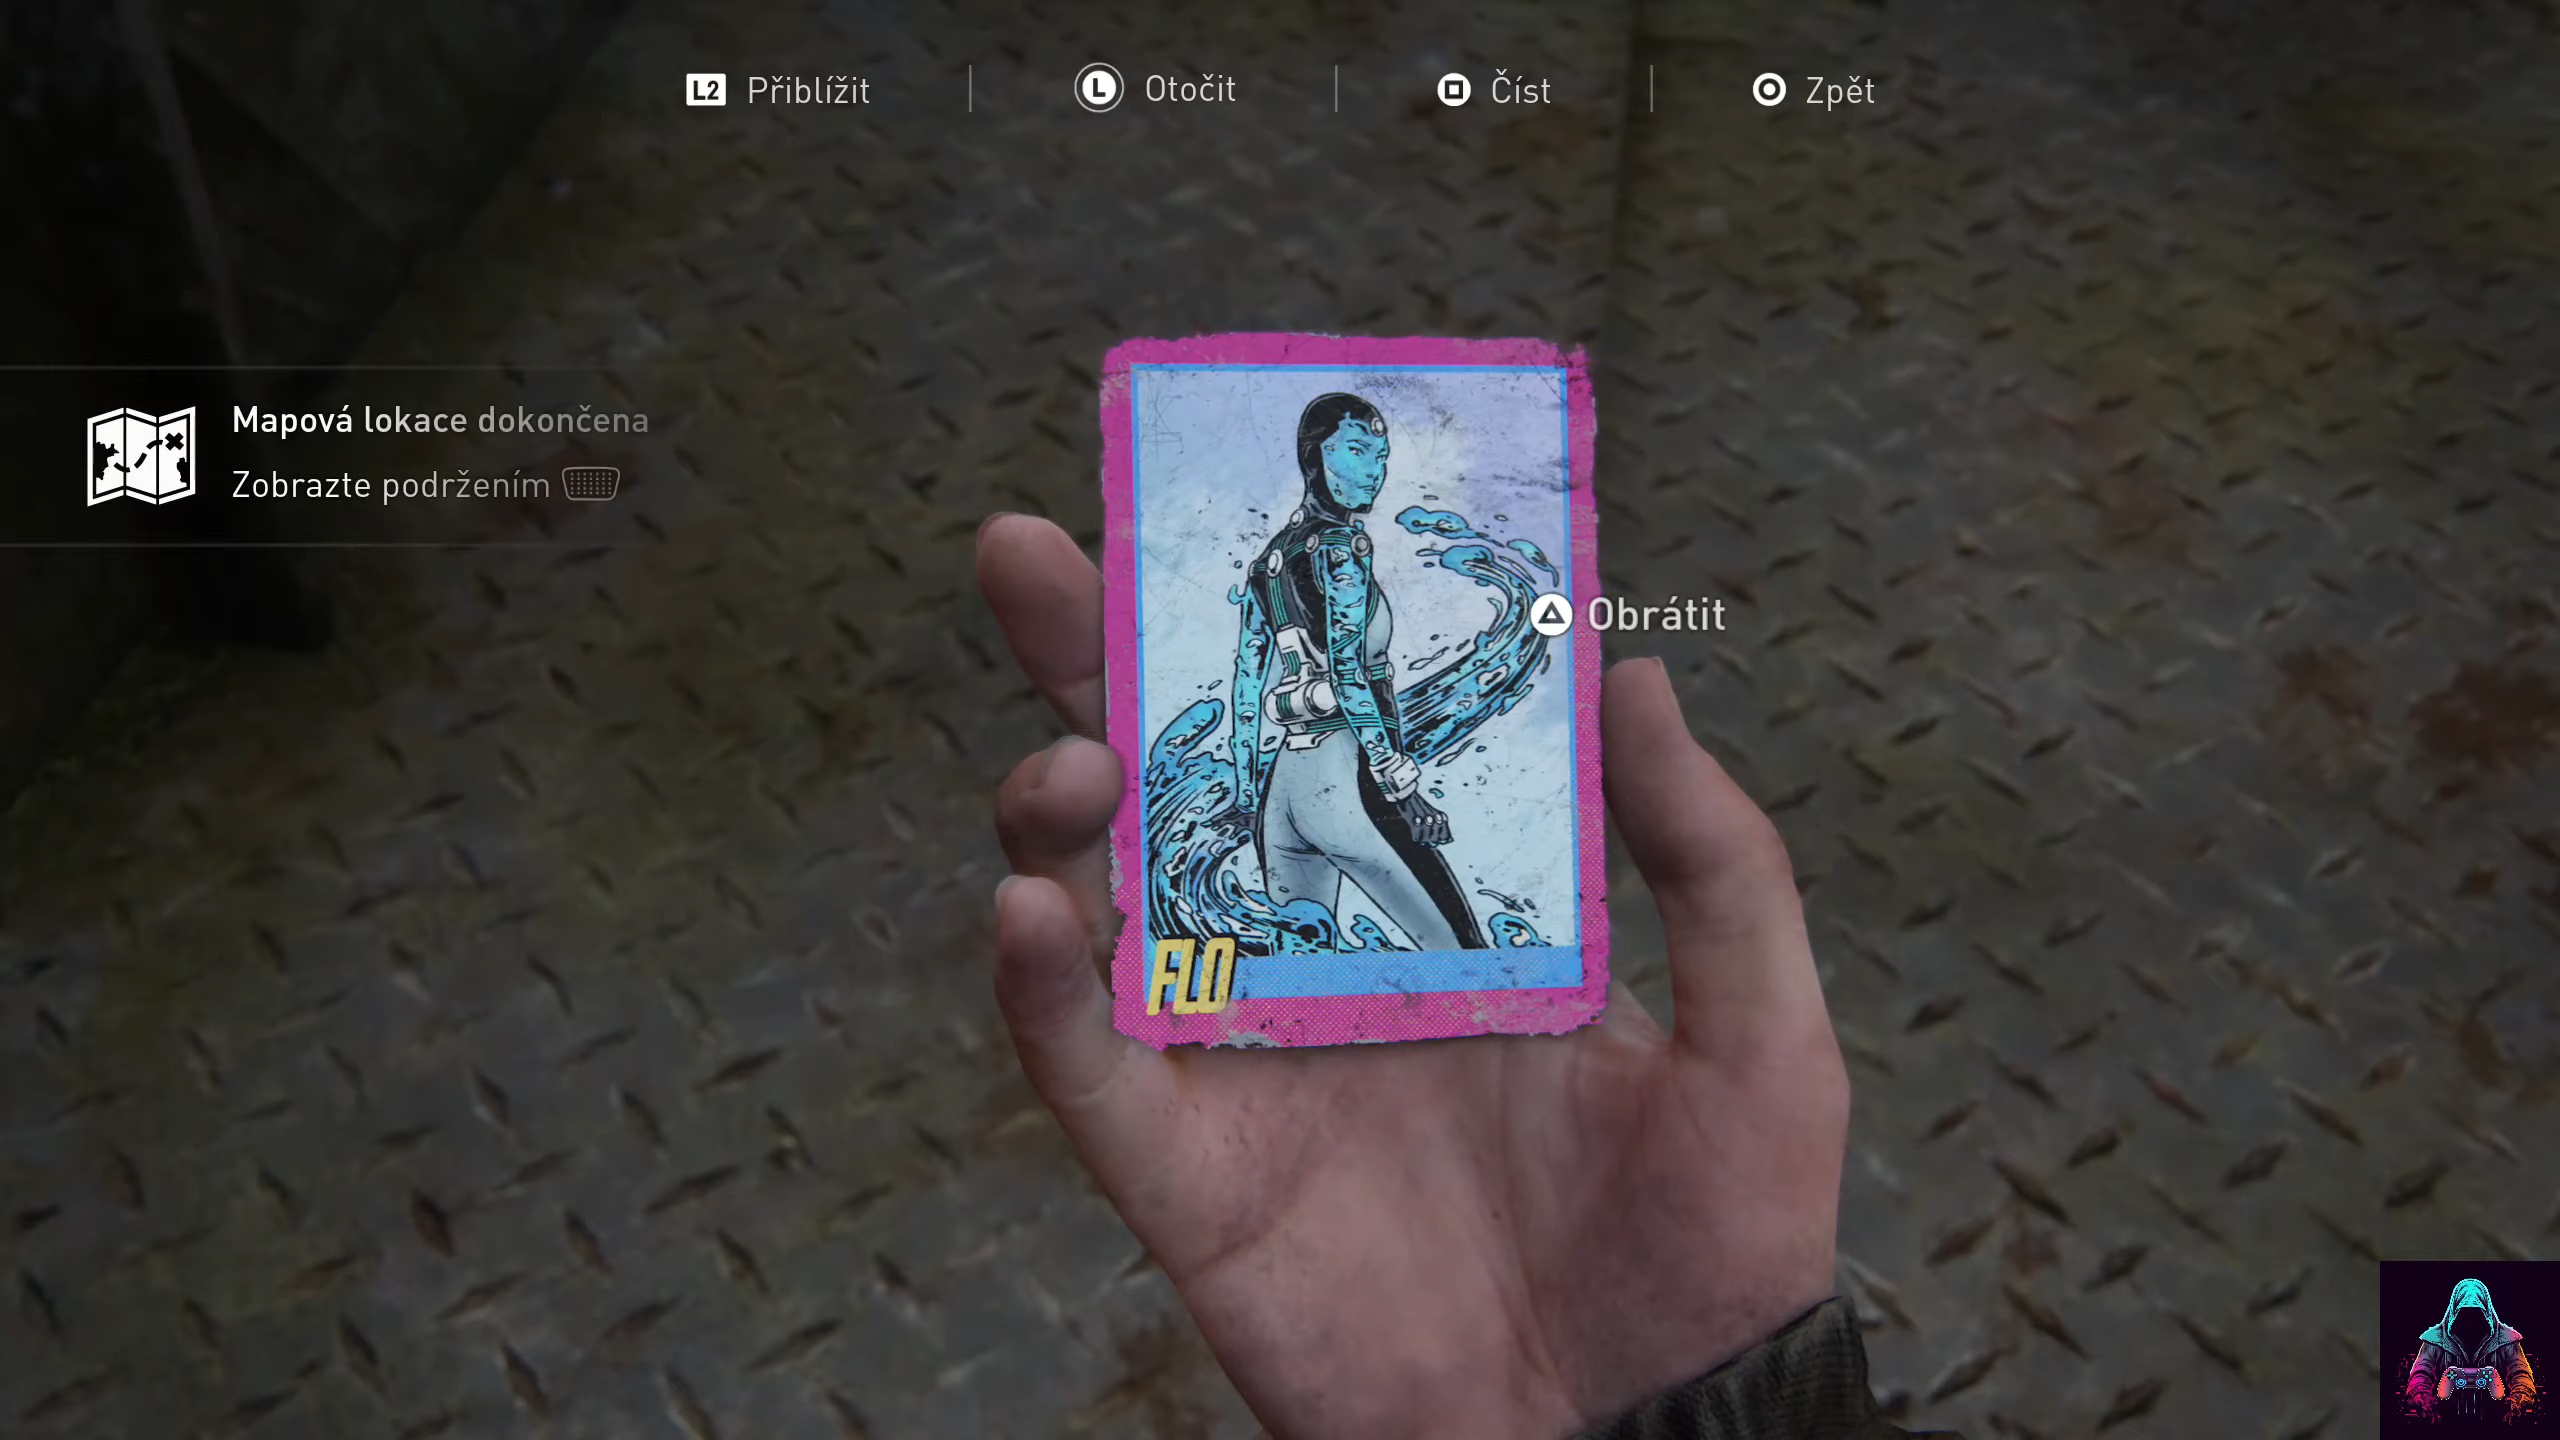 L2 Přiblížit
L Otočit
Číst
Zpět
Mapová lokace dokončena
Zobrazte podržením
Obrátit
FLO